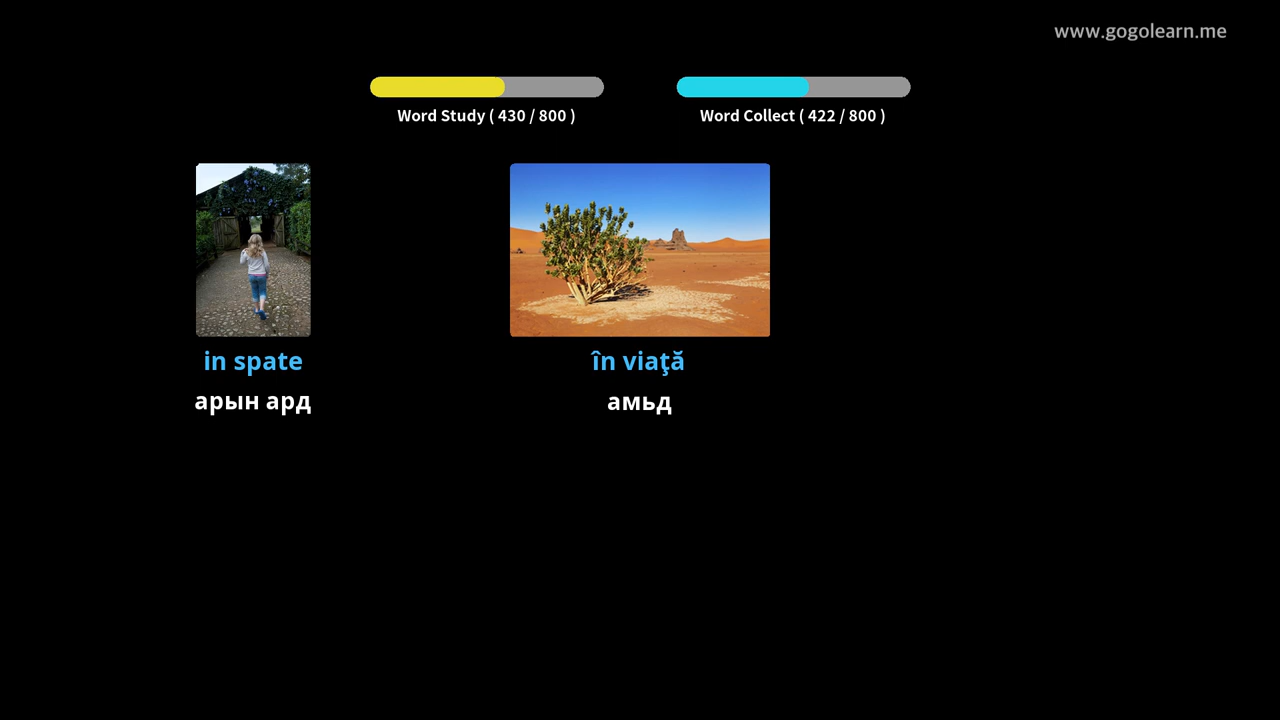 www.gogolearn.me
Word Study ( 430 / 800 )
Word Collect ( 422 / 800 )
in spate
în viaţă
арын ард
амьд